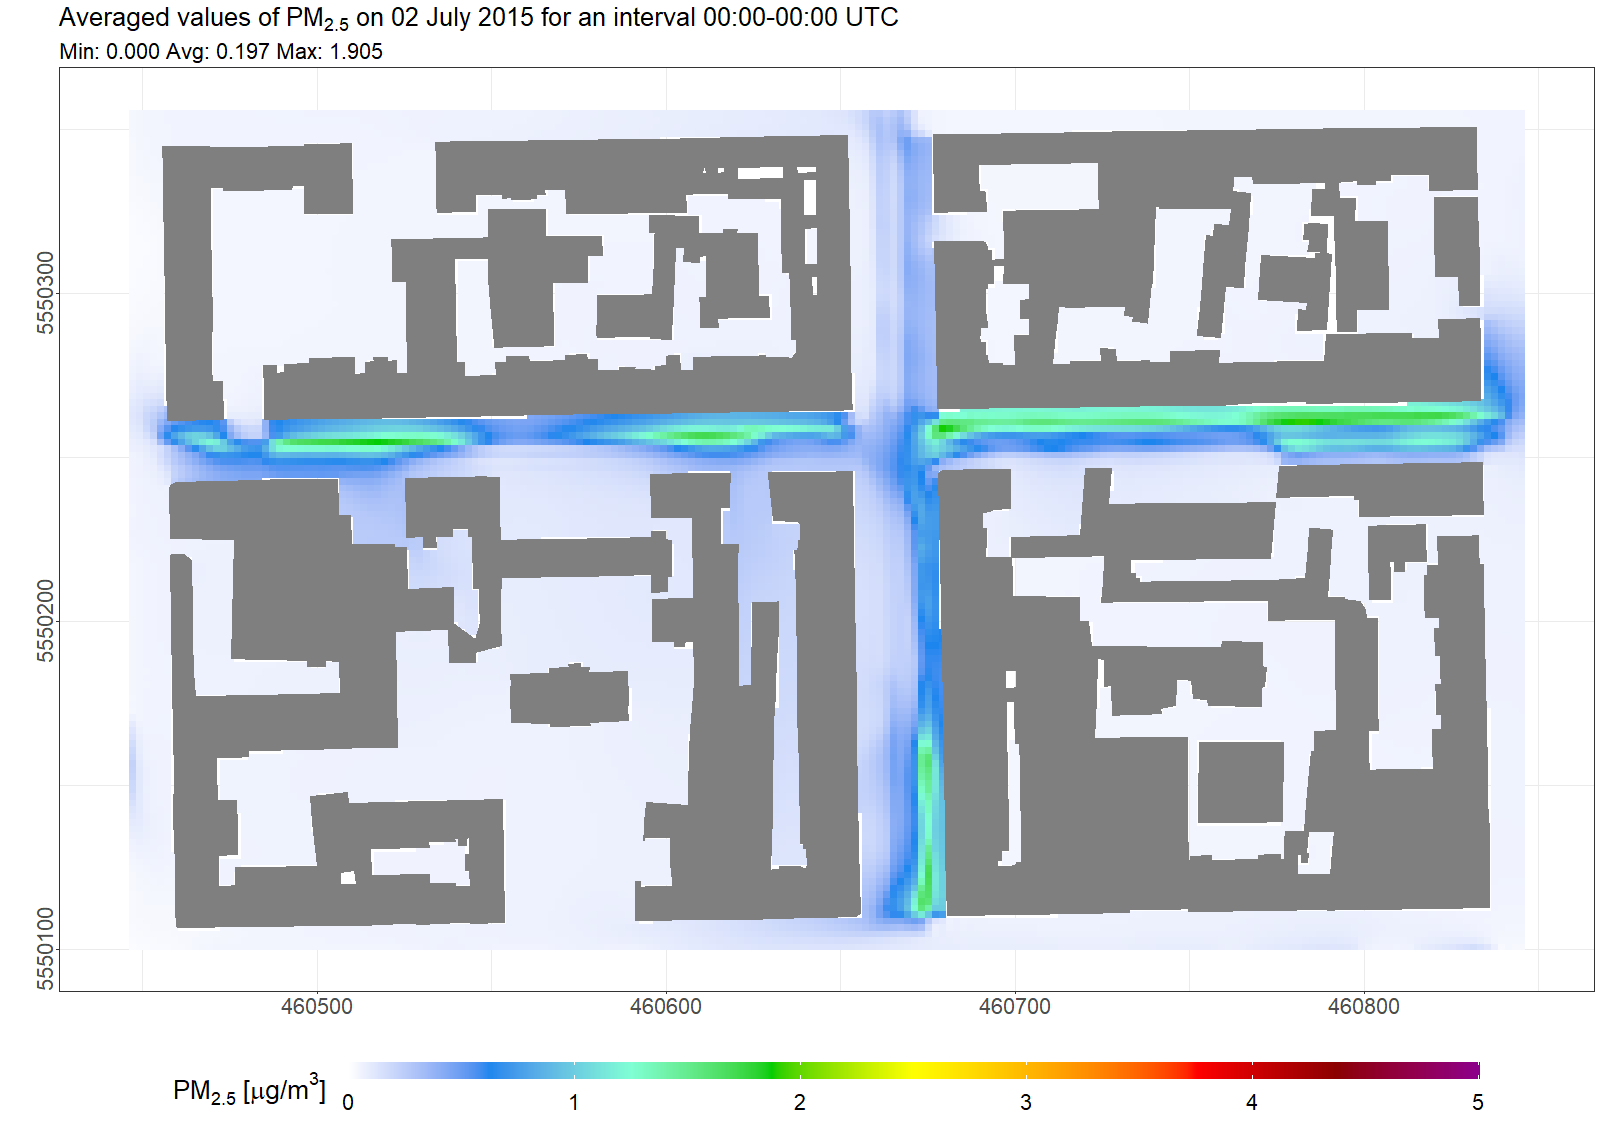 Averaged values of PM2.5 on 02 July 2015 for an interval 00:00-00:00 UTC
Min: 0.000 Avg: 0.197 Max: 1.905
5550300
5550200
5550100
460500 460600 460700 460800
PM2.5 [μg/m³] 0 1 2 3 4 5